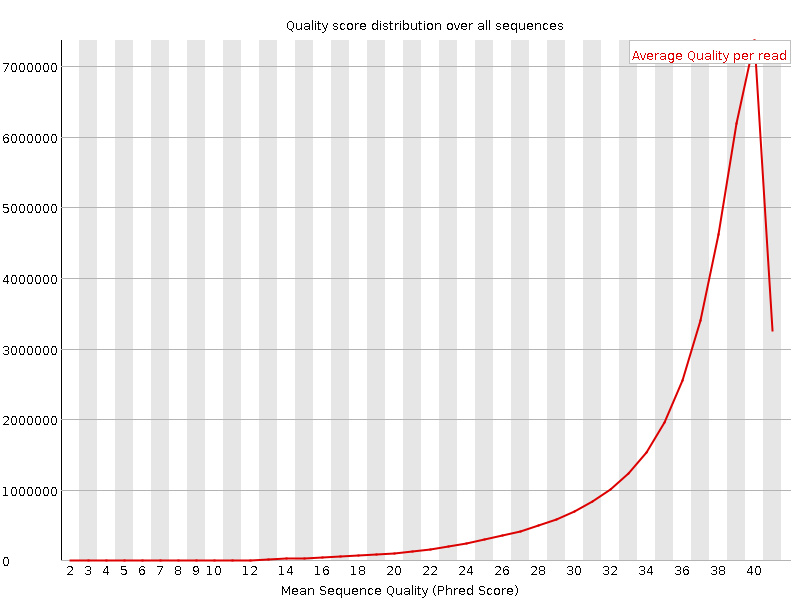 Quality score distribution over all sequences
Average Quality per read
7000000
6000000
5000000
4000000
3000000
2000000
1000000
0
2 3 4 5 6 7 8 9 10 12 14 16 18 20 22 24 26 28 30 32 34 36 38 40
Mean Sequence Quality (Phred Score)